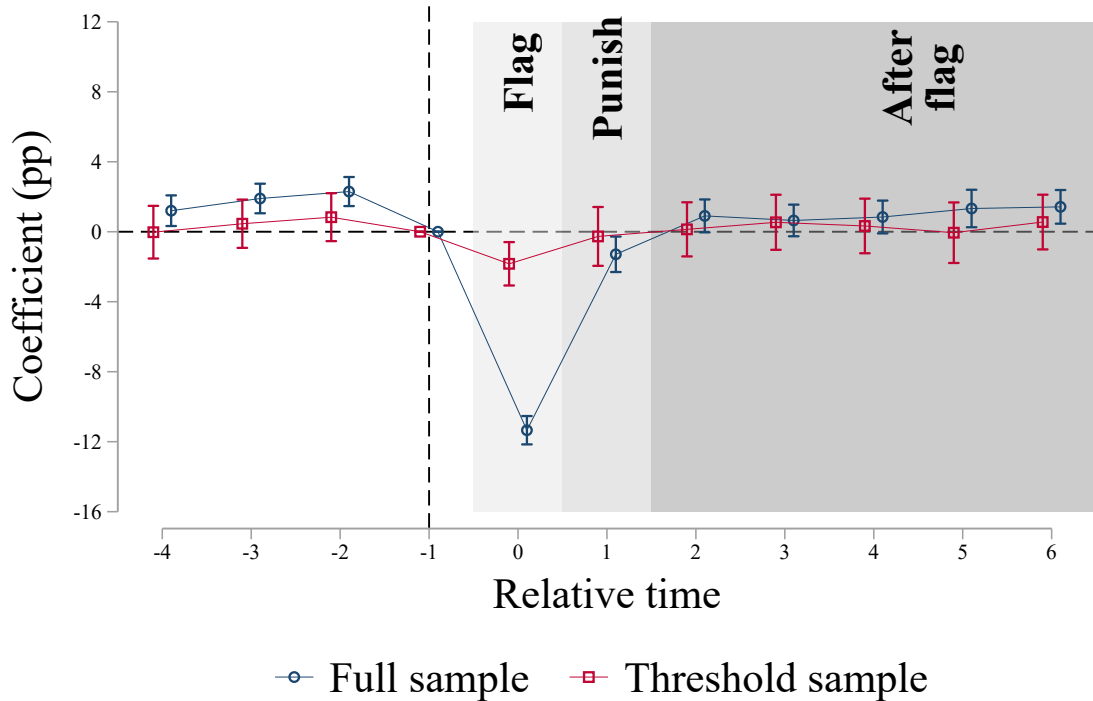 12
8
4
0
-4
-8
-12
-16
Coefficient (pp)
Flag
Punish
After
flag
-4 -3 -2 -1 0 1 2 3 4 5 6
Relative time
Full sample Threshold sample